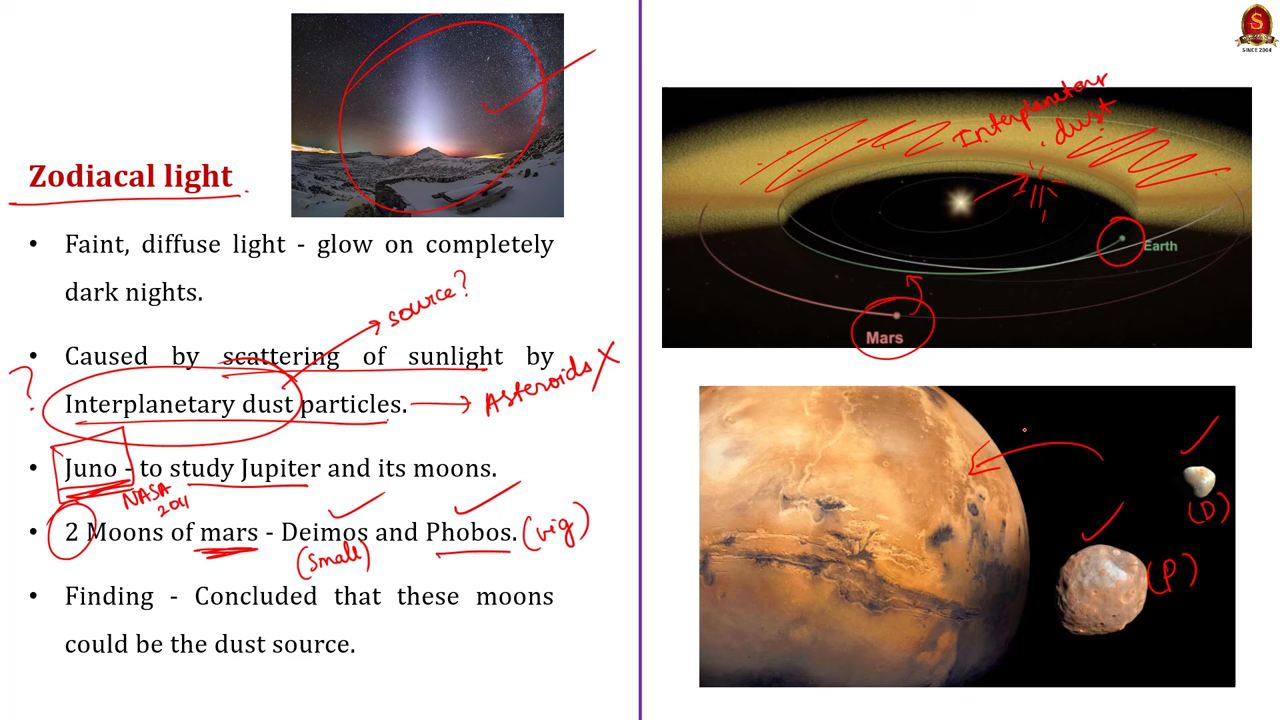 Zodiacal light
• Faint, diffuse light - glow on completely
dark nights.
source?
• Caused by scattering of sunlight by
?
Interplanetary dust particles.
Asteroids X
• Juno - to study Jupiter and its moons.
NASA
2011
• 2 Moons of mars - Deimos and Phobos.
(small)
(big)
• Finding - Concluded that these moons
could be the dust source.
S
SINCE 2004
Interplanetary
dust
Earth
Mars
(D)
(P)